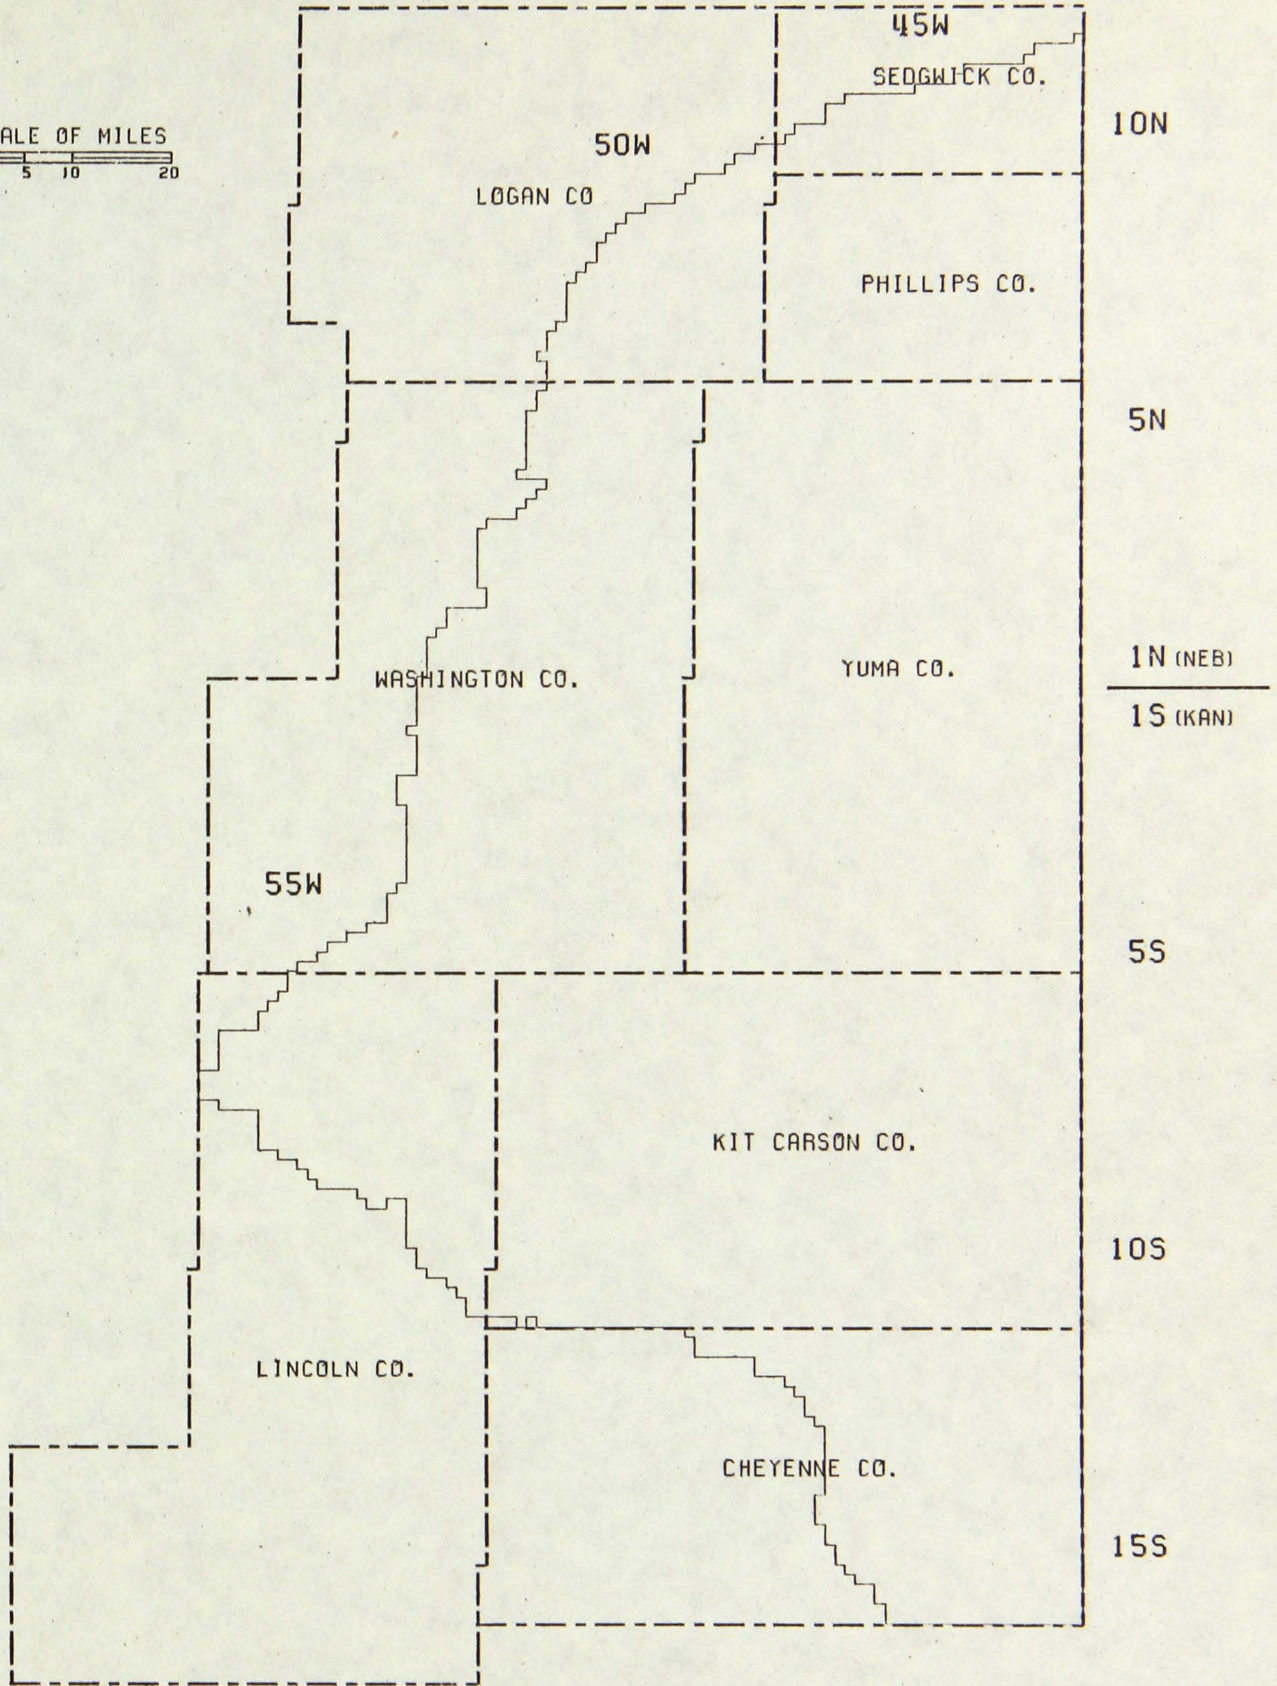 45W
SEDGWICK CO.
10N
ALE OF MILES
5 10 20
50W
LOGAN CO
PHILLIPS CO.
5N
WASHINGTON CO.
YUMA CO.
1N (NEB)
1S (KAN)
55W
5S
KIT CARSON CO.
10S
LINCOLN CO.
CHEYENNE CO.
15S